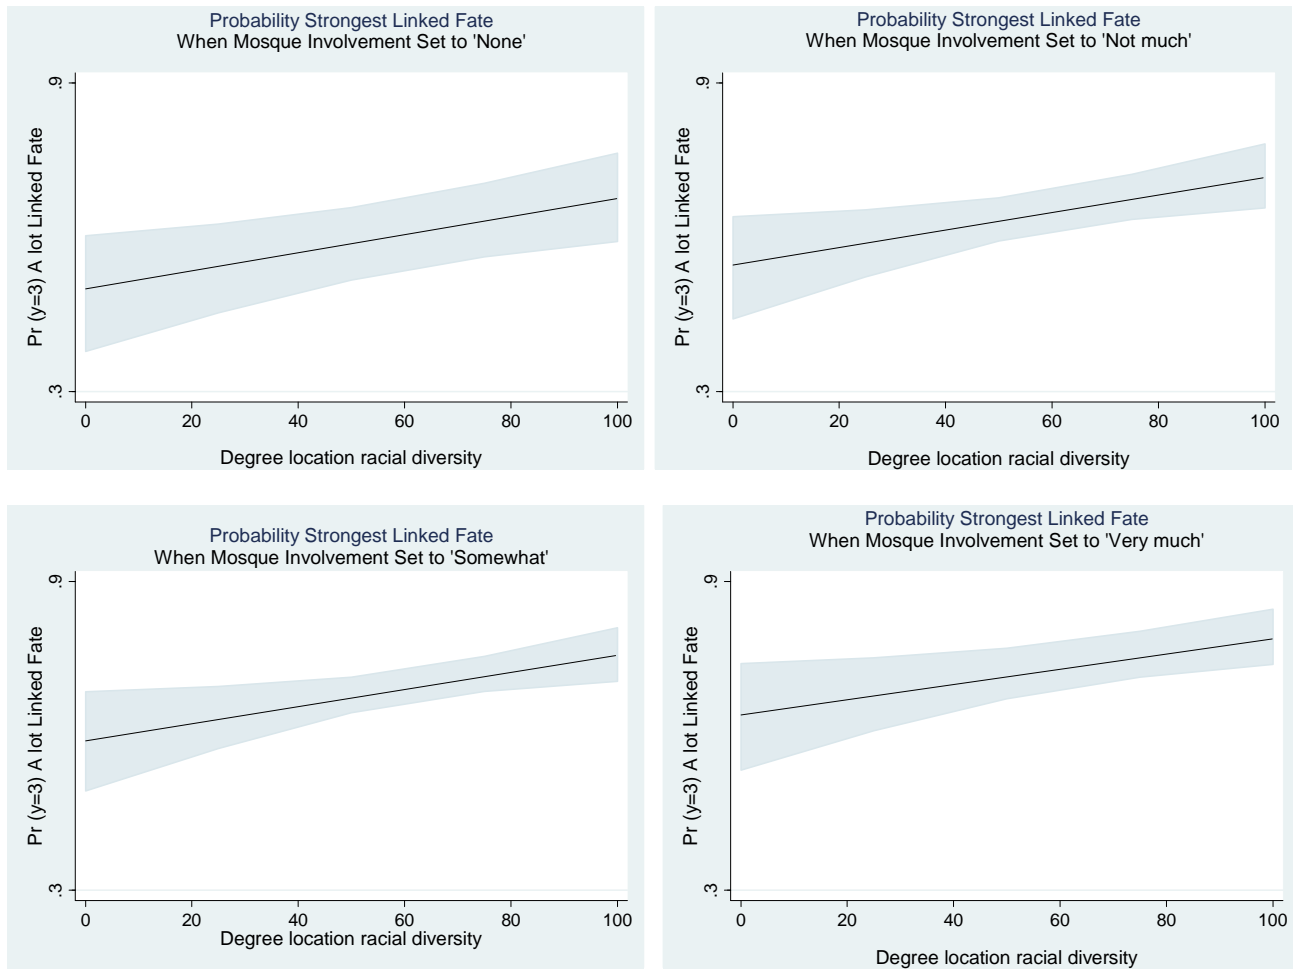 Probability Strongest Linked Fate
When Mosque Involvement Set to 'None'
.9
Pr (y=3) A lot Linked Fate
.3
0 20 40 60 80 100
Degree location racial diversity
Probability Strongest Linked Fate
When Mosque Involvement Set to 'Not much'
.9
Pr (y=3) A lot Linked Fate
.3
0 20 40 60 80 100
Degree location racial diversity
Probability Strongest Linked Fate
When Mosque Involvement Set to 'Somewhat'
.9
Pr (y=3) A lot Linked Fate
.3
0 20 40 60 80 100
Degree location racial diversity
Probability Strongest Linked Fate
When Mosque Involvement Set to 'Very much'
.9
Pr (y=3) A lot Linked Fate
.3
0 20 40 60 80 100
Degree location racial diversity